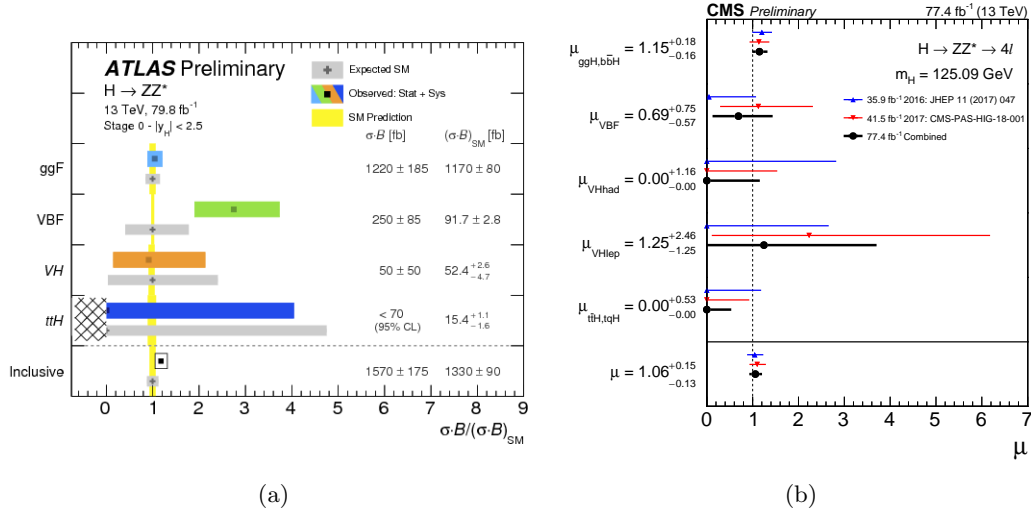 ATLAS Preliminary
H → ZZ*
13 TeV, 79.8 fb⁻¹
Stage 0 - |y_H| < 2.5
Expected SM
Observed: Stat + Sys
SM Prediction
σ·B [fb] (σ·B)_SM [fb]
ggF 1220 ± 185 1170 ± 80
VBF 250 ± 85 91.7 ± 2.8
VH 50 ± 50 52.4 +2.6 −4.7
ttH < 70 (95% CL) 15.4 +1.1 −1.6
Inclusive 1570 ± 175 1330 ± 90
0 1 2 3 4 5 6 7 8 9
σ·B/(σ·B)_SM
(a)
CMS Preliminary 77.4 fb⁻¹ (13 TeV)
H → ZZ* → 4l
m_H = 125.09 GeV
35.9 fb⁻¹ 2016: JHEP 11 (2017) 047
41.5 fb⁻¹ 2017: CMS-PAS-HIG-18-001
77.4 fb⁻¹ Combined
μ_ggH,bb̄H = 1.15 +0.18 −0.16
μ_VBF = 0.69 +0.75 −0.57
μ_VHhad = 0.00 +1.16 −0.00
μ_VHlep = 1.25 +2.46 −1.25
μ_tt̄H,tqH = 0.00 +0.53 −0.00
μ = 1.06 +0.15 −0.13
0 1 2 3 4 5 6 7
μ
(b)